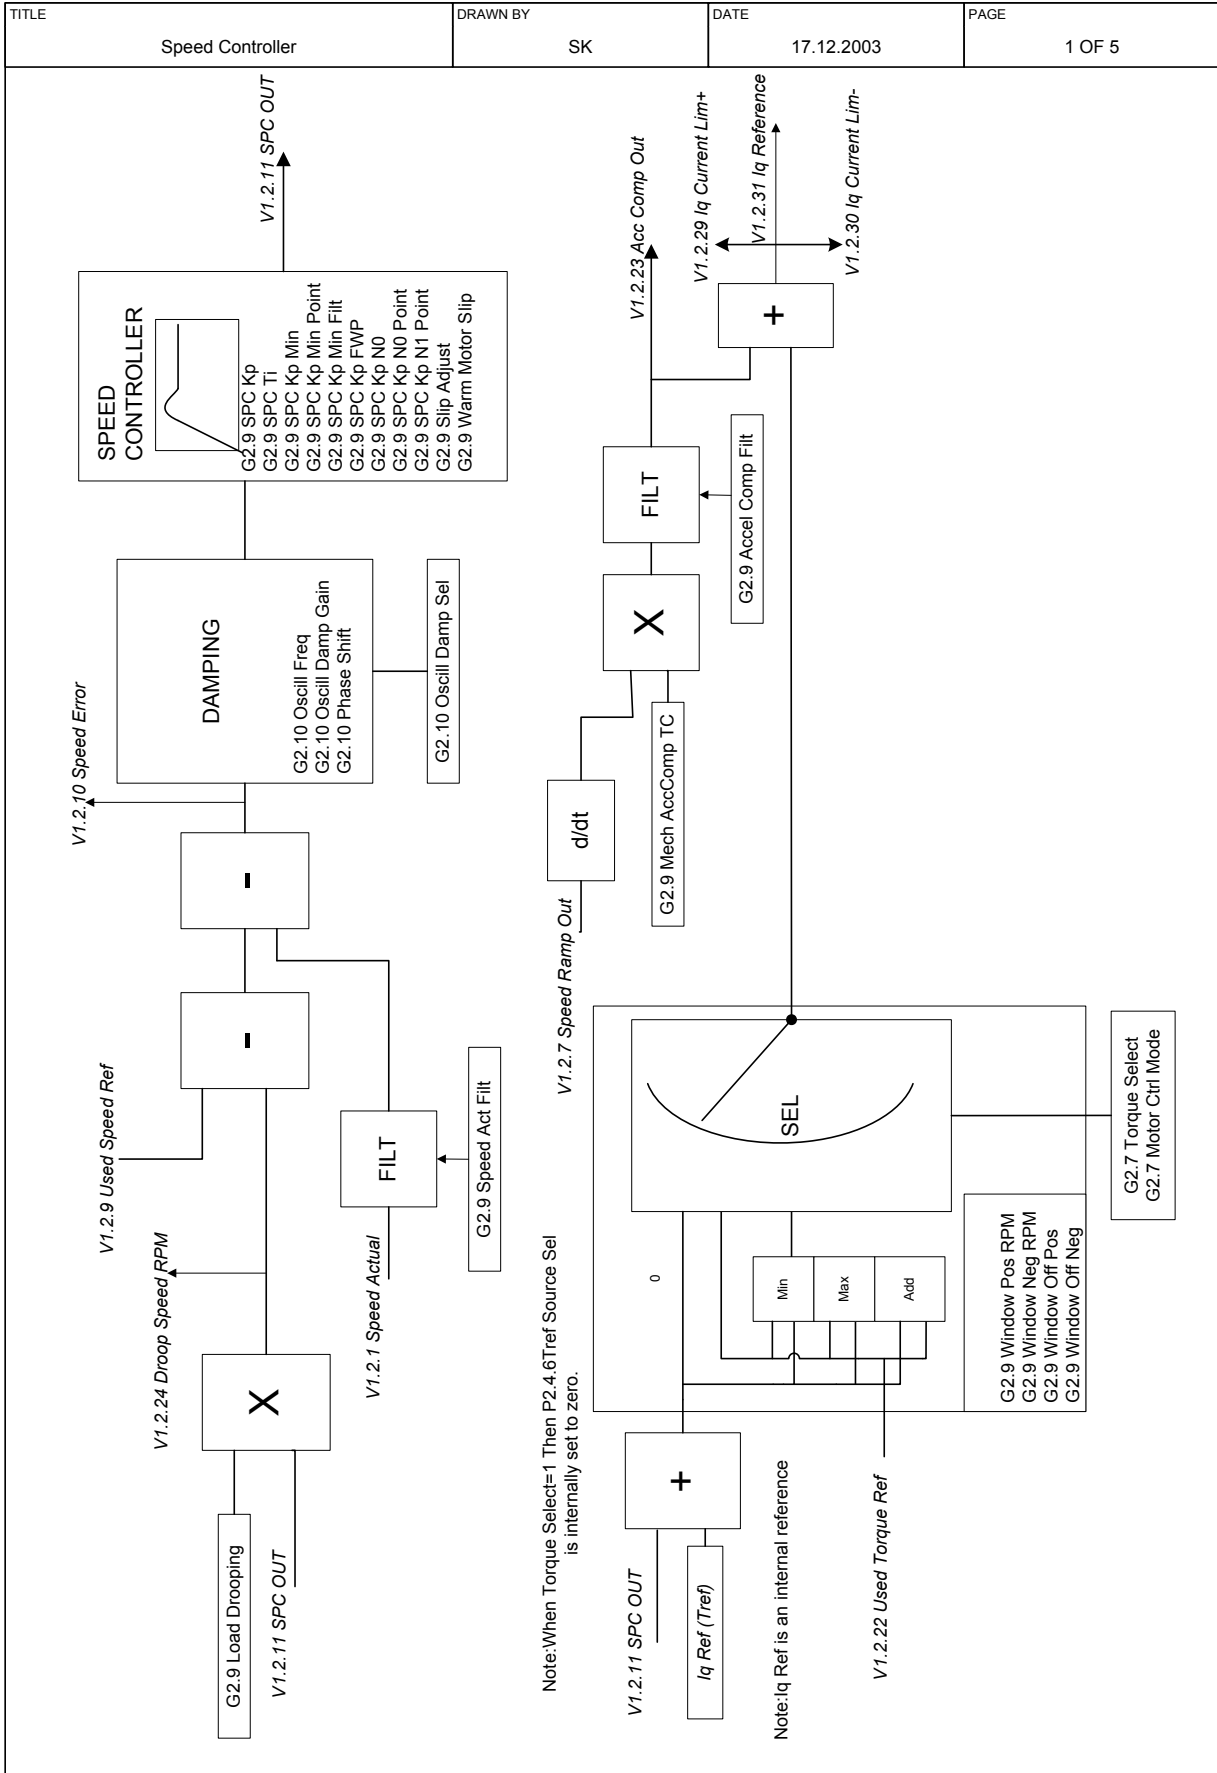 TITLE
Speed Controller
DRAWN BY
SK
DATE
17.12.2003
PAGE
1 OF 5
G2.9 Load Drooping
V1.2.11 SPC OUT
X
V1.2.24 Droop Speed RPM
V1.2.9 Used Speed Ref
V1.2.1 Speed Actual
FILT
G2.9 Speed Act Filt
-
-
V1.2.10 Speed Error
DAMPING
G2.10 Oscill Freq
G2.10 Oscill Damp Gain
G2.10 Phase Shift
G2.10 Oscill Damp Sel
SPEED
CONTROLLER
G2.9 SPC Kp
G2.9 SPC Ti
G2.9 SPC Kp Min
G2.9 SPC Kp Min Point
G2.9 SPC Kp Min Filt
G2.9 SPC Kp FWP
G2.9 SPC Kp N0
G2.9 SPC Kp N0 Point
G2.9 SPC Kp N1 Point
G2.9 Slip Adjust
G2.9 Warm Motor Slip
V1.2.11 SPC OUT
Note:When Torque Select=1 Then P2.4.6Tref Source Sel
is internally set to zero.
V1.2.11 SPC OUT
Iq Ref (Tref)
+
Note:Iq Ref is an internal reference
V1.2.22 Used Torque Ref
0
Min
Max
Add
SEL
G2.9 Window Pos RPM
G2.9 Window Neg RPM
G2.9 Window Off Pos
G2.9 Window Off Neg
G2.7 Torque Select
G2.7 Motor Ctrl Mode
V1.2.7 Speed Ramp Out
d/dt
G2.9 Mech AccComp TC
X
FILT
G2.9 Accel Comp Filt
V1.2.23 Acc Comp Out
+
V1.2.29 Iq Current Lim+
V1.2.31 Iq Reference
V1.2.30 Iq Current Lim-